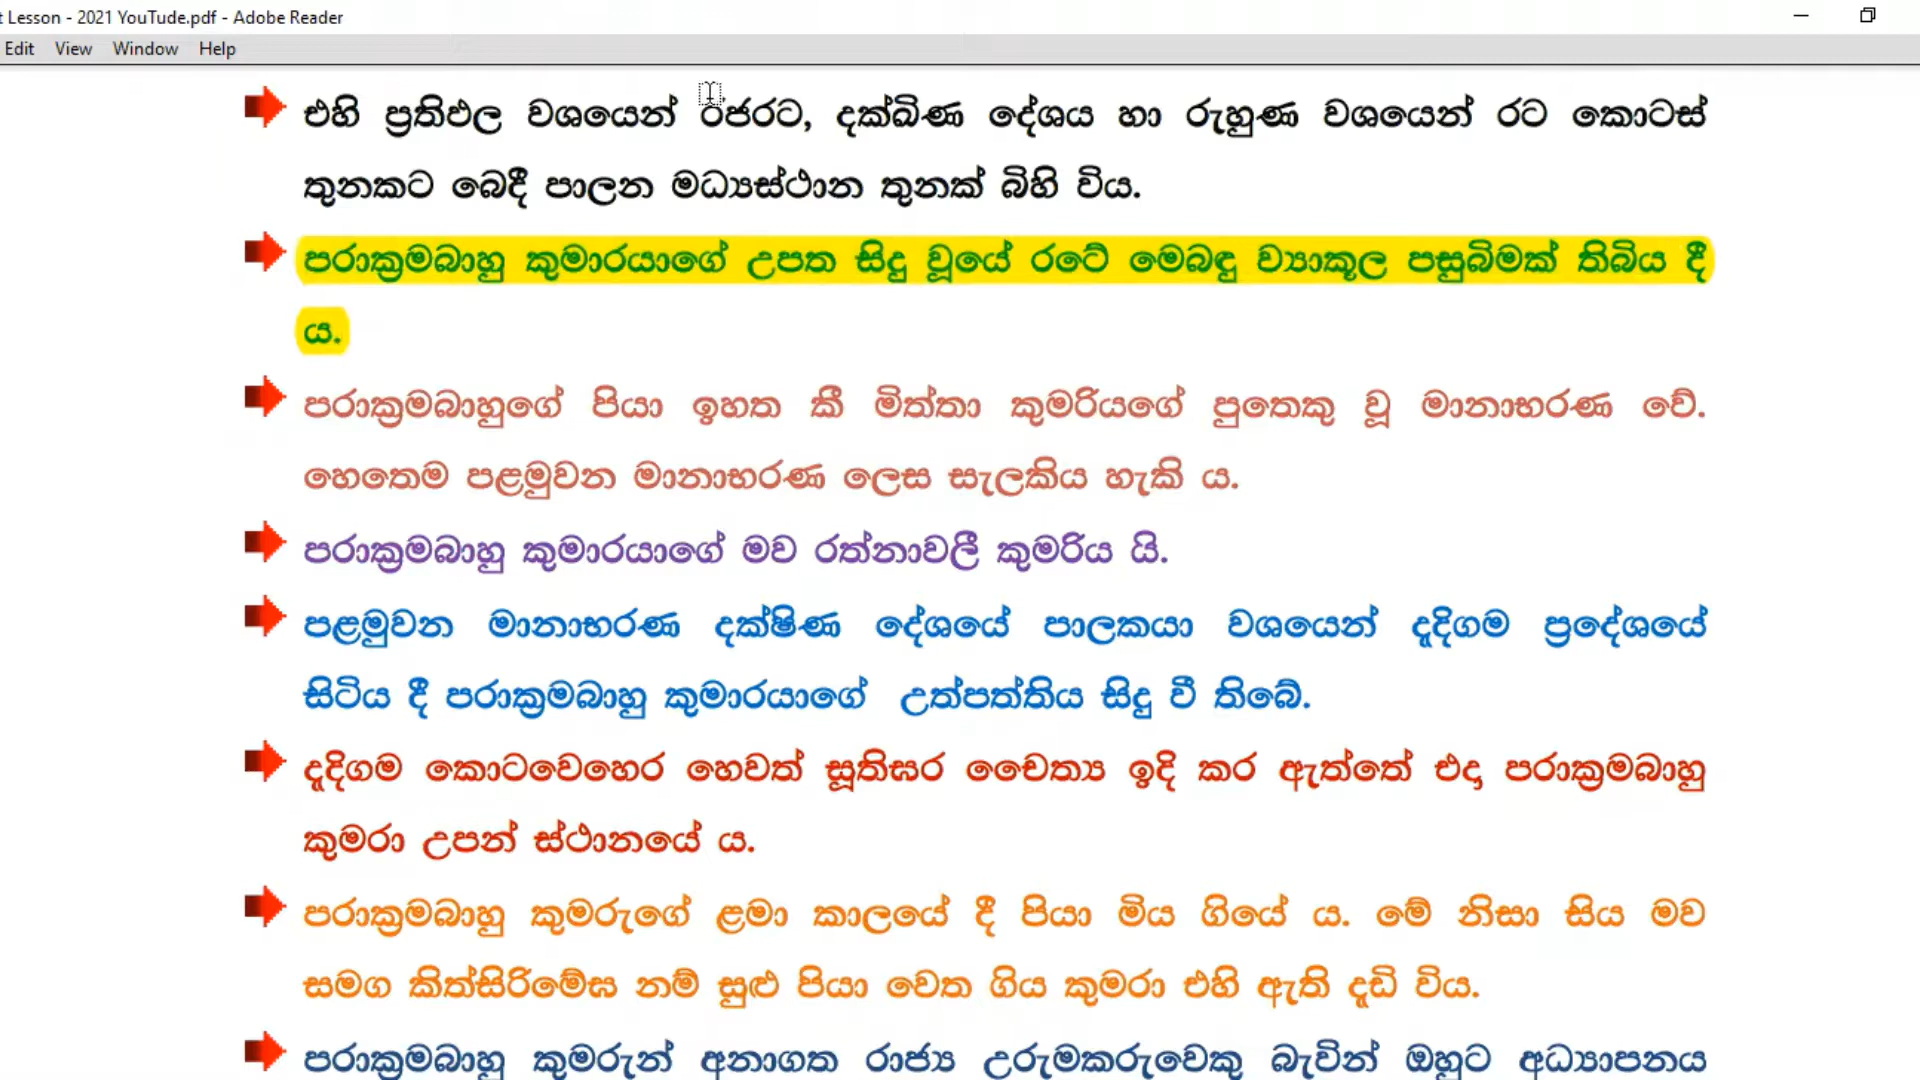 t Lesson - 2021 YouTude.pdf - Adobe Reader
Edit View Window Help
එහි ප්‍රතිඵල වශයෙන් රජරට, දක්ඛිණ දේශය හා රුහුණ වශයෙන් රට කොටස්
තුනකට බෙදී පාලන මධ්‍යස්ථාන තුනක් බිහි විය.
පරාක්‍රමබාහු කුමාරයාගේ උපත සිදු වූයේ රටේ මෙබඳු ව්‍යාකූල පසුබිමක් තිබිය දී
ය.
පරාක්‍රමබාහුගේ පියා ඉහත කී මිත්තා කුමරියගේ පුතෙකු වූ මානාභරණ වේ.
හෙතෙම පළමුවන මානාභරණ ලෙස සැලකිය හැකි ය.
පරාක්‍රමබාහු කුමාරයාගේ මව රත්නාවලී කුමරිය යි.
පළමුවන මානාභරණ දක්ෂිණ දේශයේ පාලකයා වශයෙන් දැදිගම ප්‍රදේශයේ
සිටිය දී පරාක්‍රමබාහු කුමාරයාගේ උත්පත්තිය සිදු වී තිබේ.
දැදිගම කොටවෙහෙර හෙවත් සූතිඝර චෛත්‍ය ඉදි කර ඇත්තේ එදා පරාක්‍රමබාහු
කුමරා උපන් ස්ථානයේ ය.
පරාක්‍රමබාහු කුමරුගේ ළමා කාලයේ දී පියා මිය ගියේ ය. මේ නිසා සිය මව
සමග කිත්සිරිමේඝ නම් සුළු පියා වෙත ගිය කුමරා එහි ඇති දැඩි විය.
පරාක්‍රමබාහු කුමරුන් අනාගත රාජ්‍ය උරුමකරුවෙකු බැවින් ඔහුට අධ්‍යාපනය